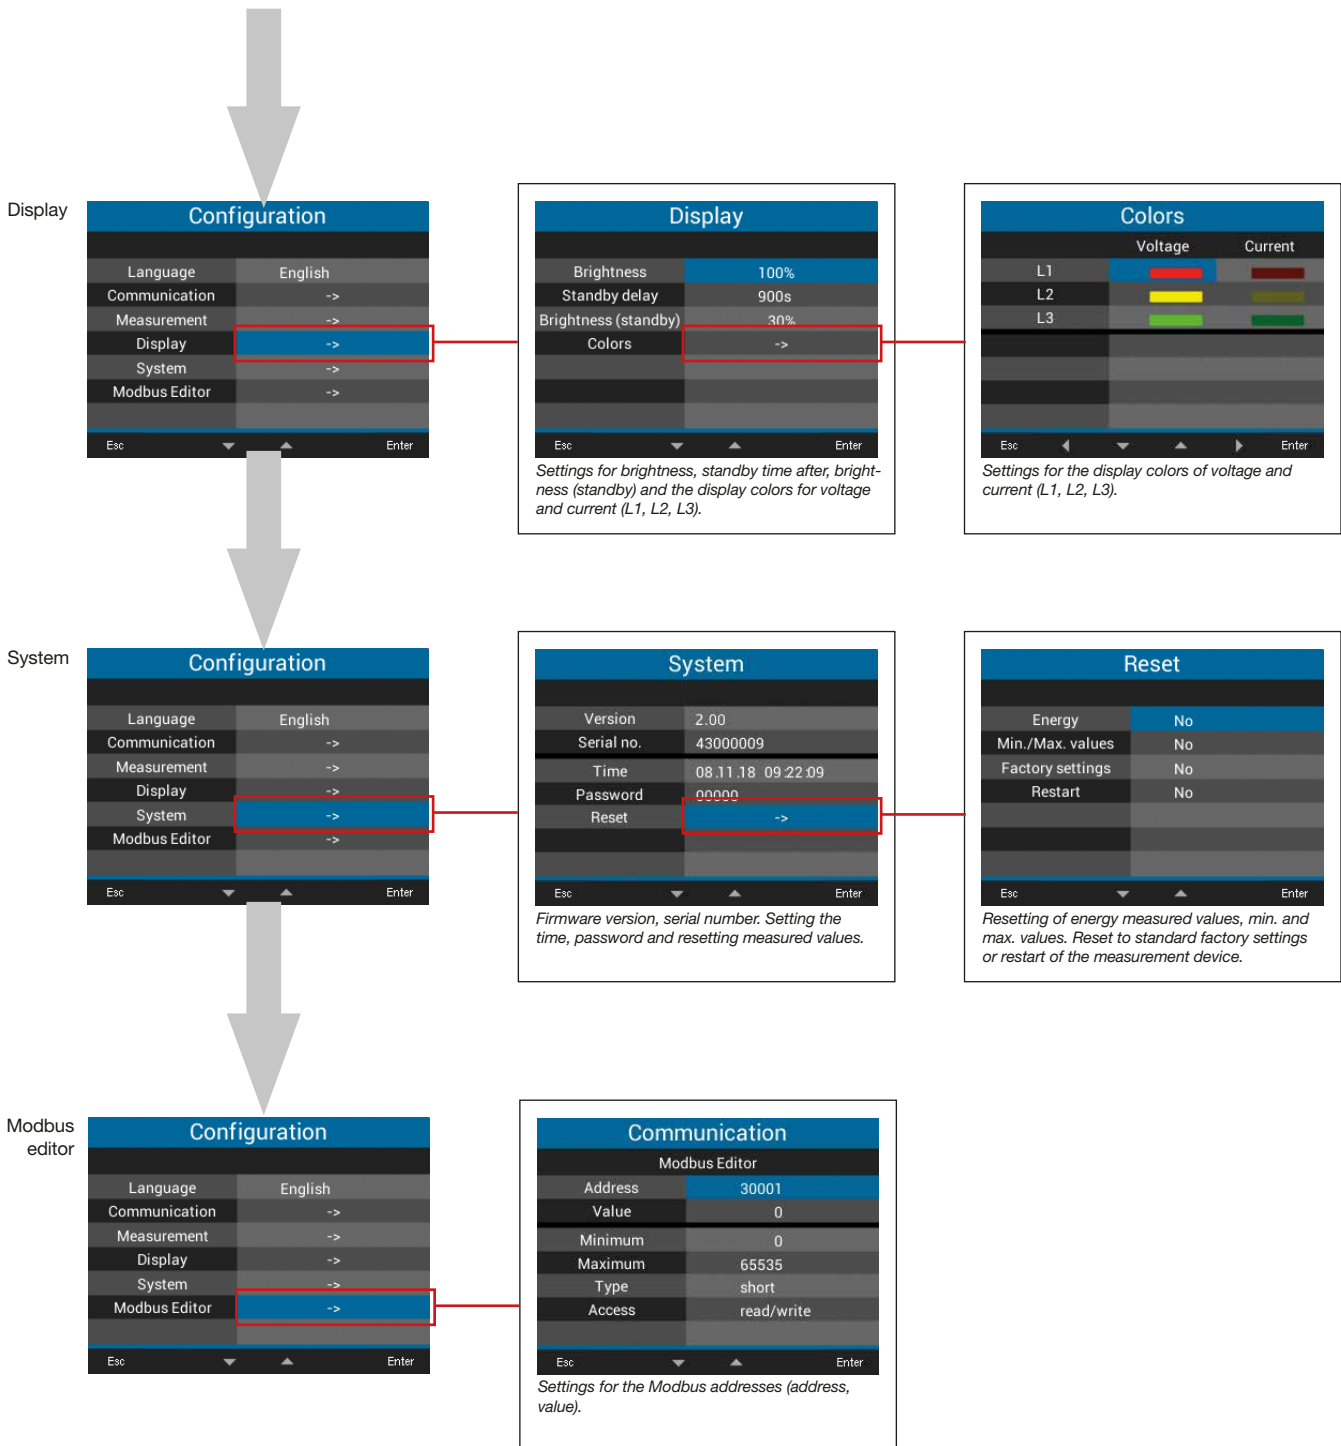 Display
Configuration
Language English
Communication ->
Measurement ->
Display ->
System ->
Modbus Editor ->
Esc Enter
Display
Brightness 100%
Standby delay 900s
Brightness (standby) 30%
Colors ->
Esc Enter
Settings for brightness, standby time after, bright-
ness (standby) and the display colors for voltage
and current (L1, L2, L3).
Colors
Voltage Current
L1
L2
L3
Esc Enter
Settings for the display colors of voltage and
current (L1, L2, L3).
System
Configuration
Language English
Communication ->
Measurement ->
Display ->
System ->
Modbus Editor ->
Esc Enter
System
Version 2.00
Serial no. 43000009
Time 08.11.18 09:22:09
Password 00000
Reset ->
Esc Enter
Firmware version, serial number. Setting the
time, password and resetting measured values.
Reset
Energy No
Min./Max. values No
Factory settings No
Restart No
Esc Enter
Resetting of energy measured values, min. and
max. values. Reset to standard factory settings
or restart of the measurement device.
Modbus
editor
Configuration
Language English
Communication ->
Measurement ->
Display ->
System ->
Modbus Editor ->
Esc Enter
Communication
Modbus Editor
Address 30001
Value 0
Minimum 0
Maximum 65535
Type short
Access read/write
Esc Enter
Settings for the Modbus addresses (address,
value).